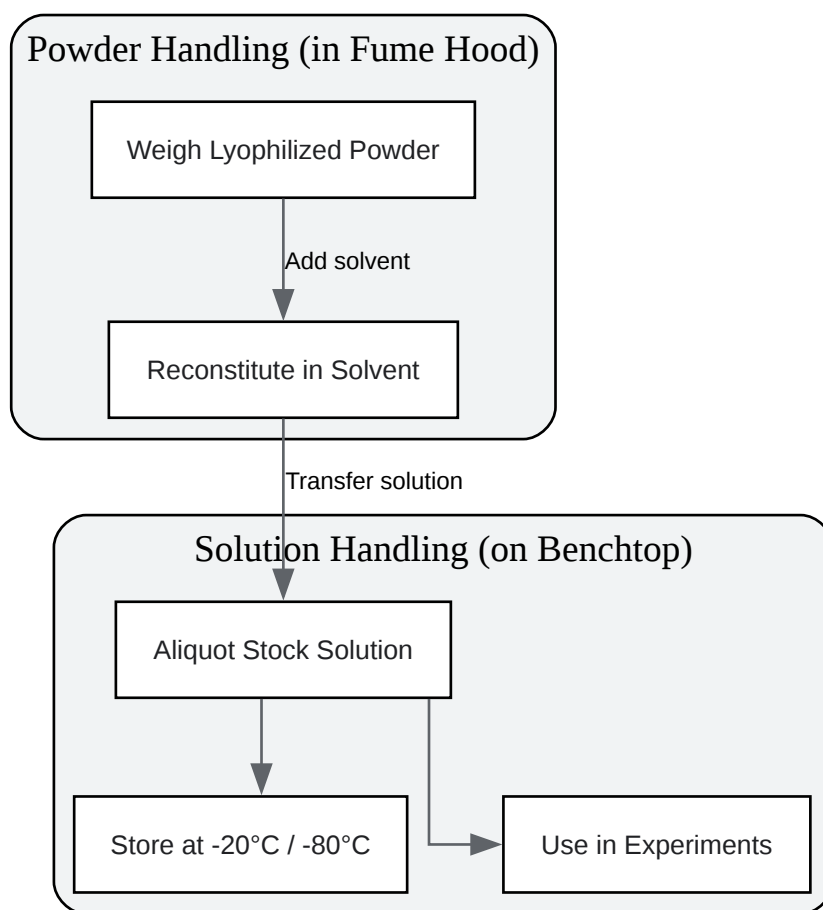 Powder Handling (in Fume Hood)
Weigh Lyophilized Powder
Add solvent
Reconstitute in Solvent
Transfer solution
Solution Handling (on Benchtop)
Aliquot Stock Solution
Store at -20°C / -80°C
Use in Experiments